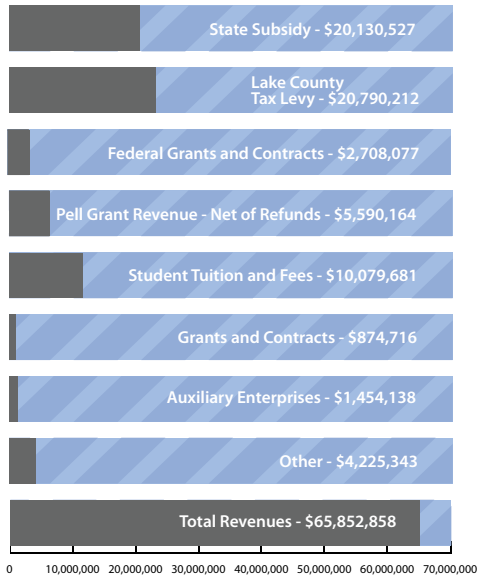 State Subsidy - $20,130,527
Lake County
Tax Levy - $20,790,212
Federal Grants and Contracts - $2,708,077
Pell Grant Revenue - Net of Refunds - $5,590,164
Student Tuition and Fees - $10,079,681
Grants and Contracts - $874,716
Auxiliary Enterprises - $1,454,138
Other - $4,225,343
Total Revenues - $65,852,858
0 10,000,000 20,000,000 30,000,000 40,000,000 50,000,000 60,000,000 70,000,000